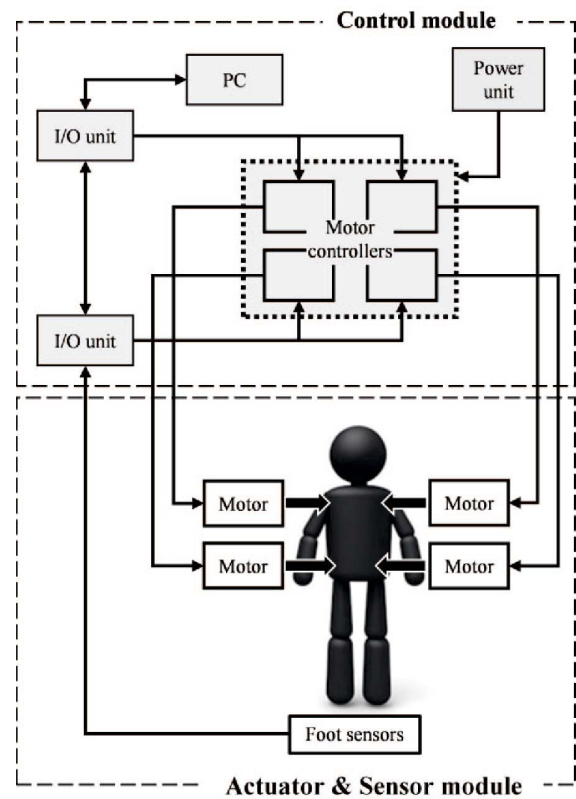 Control module
PC
Power
unit
I/O unit
Motor
controllers
I/O unit
Motor
Motor
Motor
Motor
Foot sensors
Actuator & Sensor module